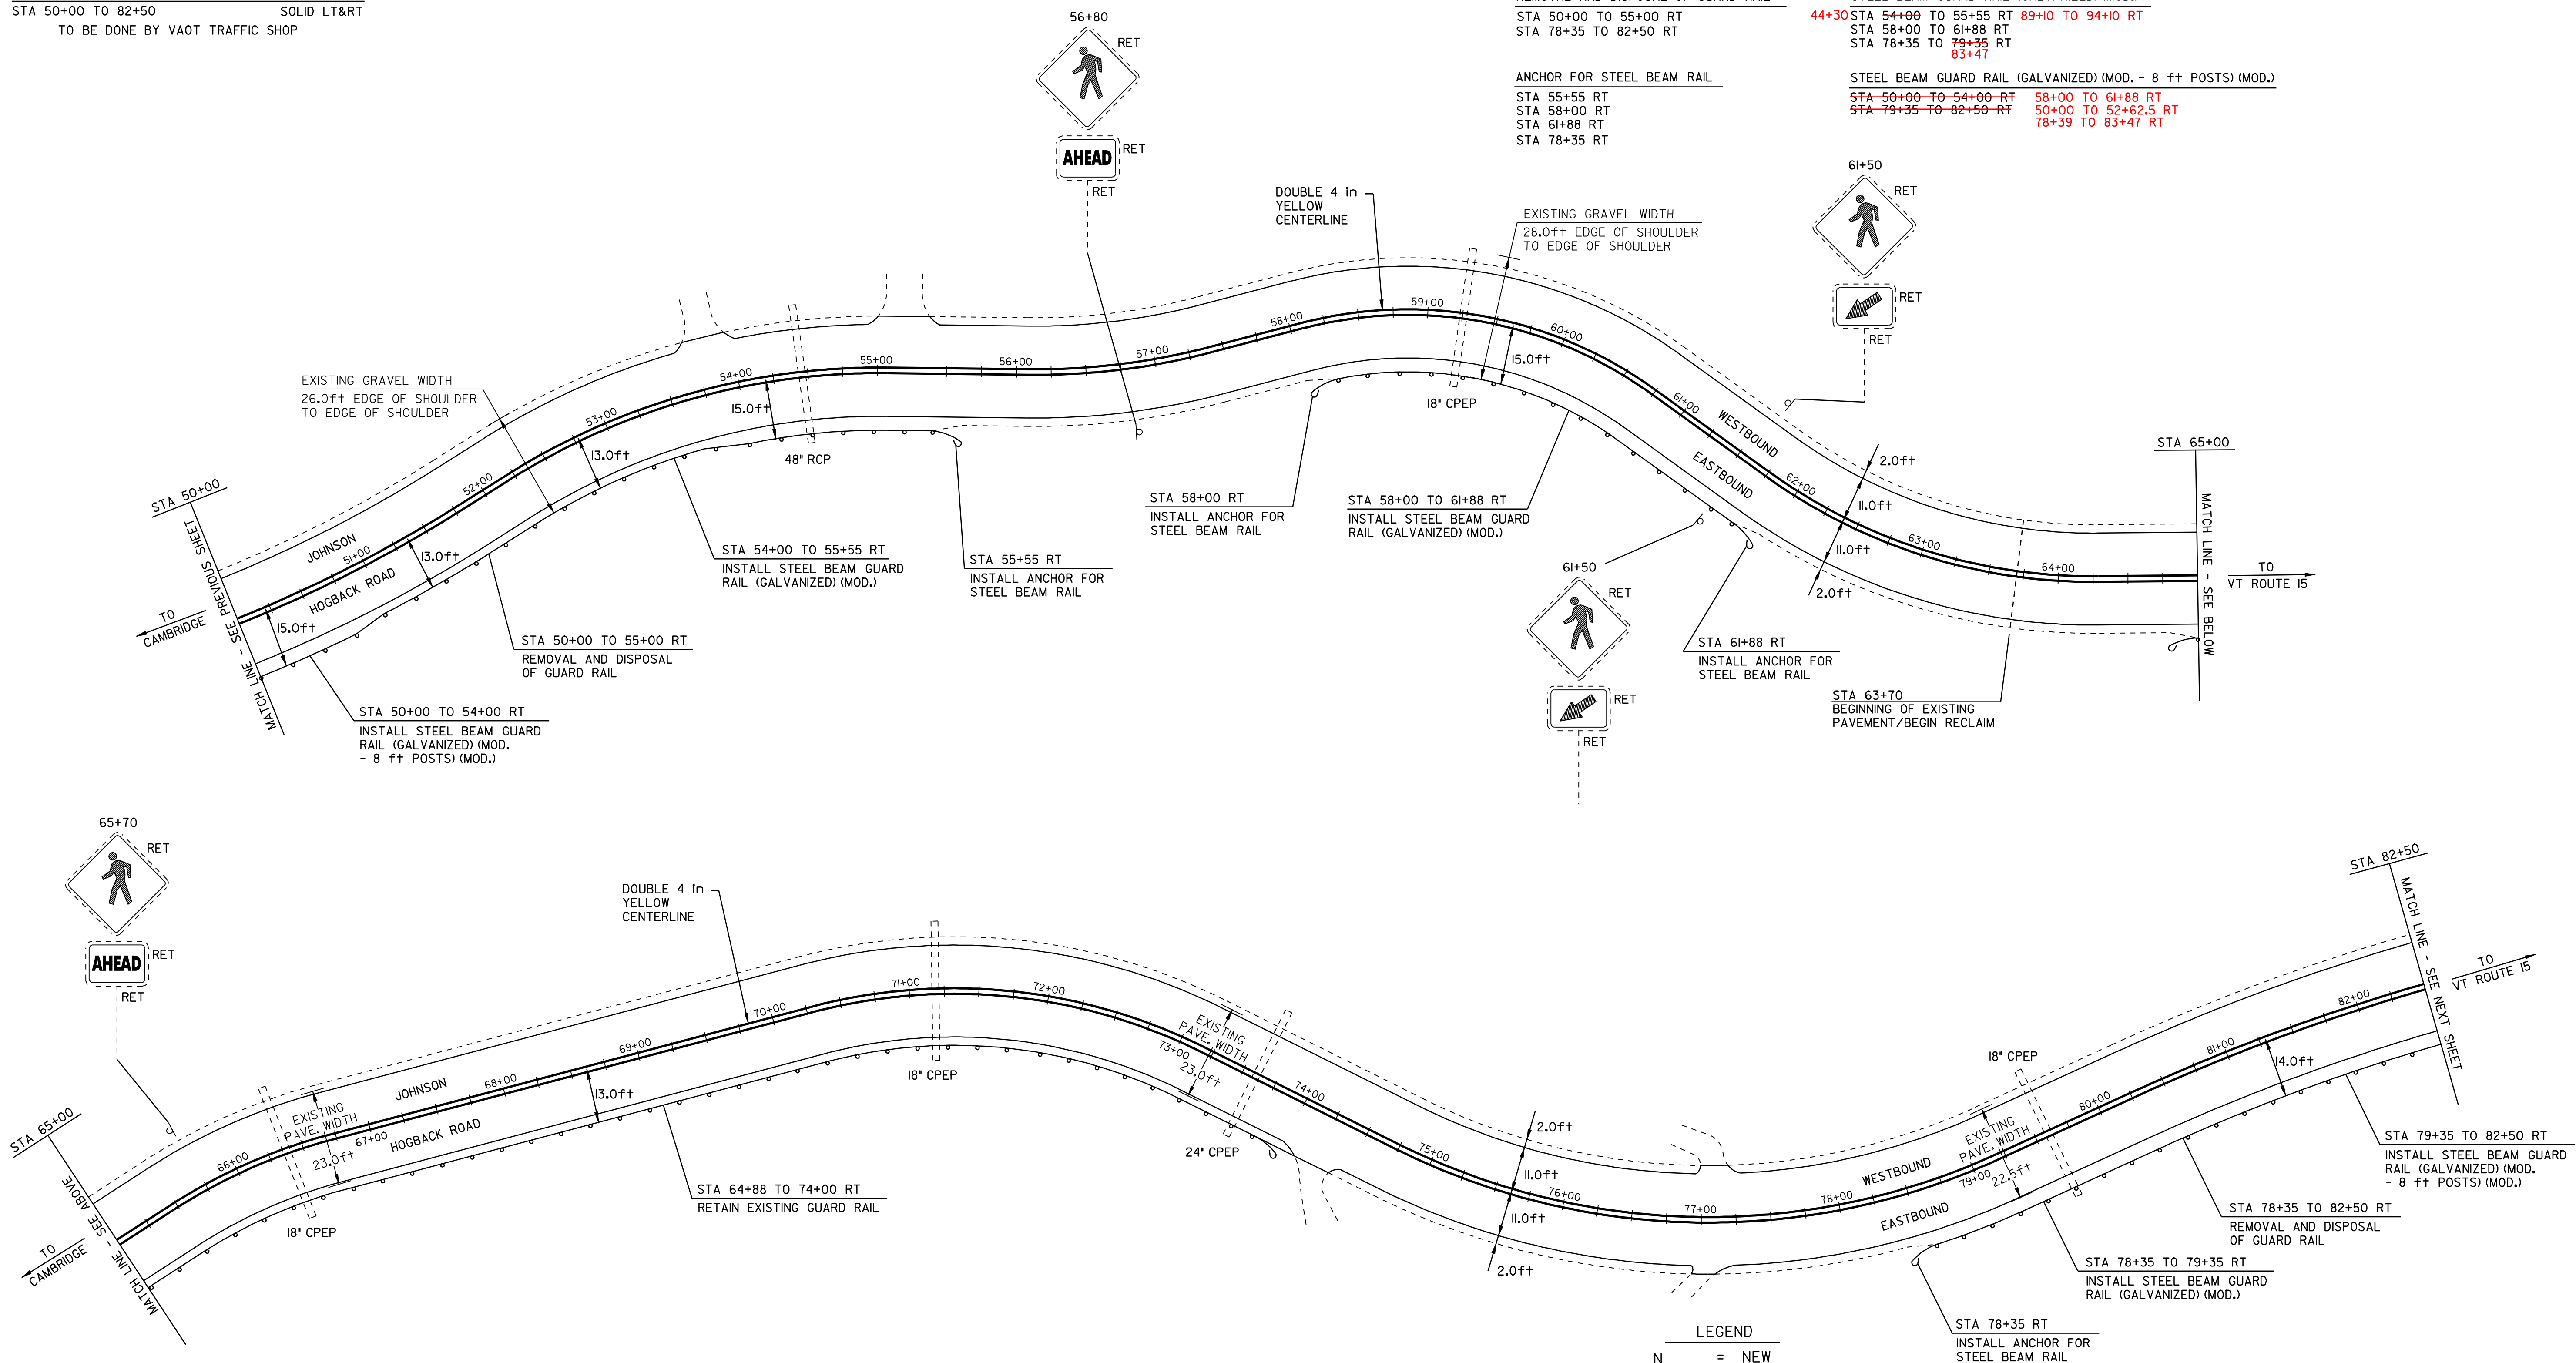 STA 50+00 TO 82+50 SOLID LT&RT
TO BE DONE BY VAOT TRAFFIC SHOP
STA 50+00 TO 55+00 RT
STA 78+35 TO 82+50 RT
ANCHOR FOR STEEL BEAM RAIL
STA 55+55 RT
STA 58+00 RT
STA 61+88 RT
STA 78+35 RT
44+30 STA 54+00 TO 55+55 RT 89+10 TO 94+10 RT
STA 58+00 TO 61+88 RT
STA 78+35 TO 79+35 RT
83+47
STEEL BEAM GUARD RAIL (GALVANIZED) (MOD. - 8 ft POSTS) (MOD.)
STA 50+00 TO 54+00 RT 58+00 TO 61+88 RT
STA 79+35 TO 82+50 RT 50+00 TO 52+62.5 RT
78+39 TO 83+47 RT
56+80
RET
AHEAD RET
RET
61+50
RET
RET
RET
DOUBLE 4 in
YELLOW
CENTERLINE
EXISTING GRAVEL WIDTH
28.0ft EDGE OF SHOULDER
TO EDGE OF SHOULDER
EXISTING GRAVEL WIDTH
26.0ft EDGE OF SHOULDER
TO EDGE OF SHOULDER
STA 50+00
MATCH LINE - SEE PREVIOUS SHEET
TO
CAMBRIDGE
JOHNSON
HOGBACK ROAD
51+00
52+00
53+00
54+00
55+00
56+00
57+00
58+00
59+00
60+00
61+00
62+00
63+00
64+00
15.0ft
13.0ft
13.0ft
15.0ft
15.0ft
48" RCP
18" CPEP
WESTBOUND
EASTBOUND
2.0ft
11.0ft
11.0ft
2.0ft
STA 65+00
MATCH LINE - SEE BELOW
TO
VT ROUTE 15
STA 58+00 RT
INSTALL ANCHOR FOR
STEEL BEAM RAIL
STA 58+00 TO 61+88 RT
INSTALL STEEL BEAM GUARD
RAIL (GALVANIZED) (MOD.)
STA 54+00 TO 55+55 RT
INSTALL STEEL BEAM GUARD
RAIL (GALVANIZED) (MOD.)
STA 55+55 RT
INSTALL ANCHOR FOR
STEEL BEAM RAIL
STA 50+00 TO 55+00 RT
REMOVAL AND DISPOSAL
OF GUARD RAIL
STA 50+00 TO 54+00 RT
INSTALL STEEL BEAM GUARD
RAIL (GALVANIZED) (MOD.
- 8 ft POSTS) (MOD.)
61+50
RET
RET
RET
STA 61+88 RT
INSTALL ANCHOR FOR
STEEL BEAM RAIL
STA 63+70
BEGINNING OF EXISTING
PAVEMENT/BEGIN RECLAIM
65+70
RET
AHEAD RET
RET
DOUBLE 4 in
YELLOW
CENTERLINE
STA 65+00
MATCH LINE - SEE ABOVE
TO
CAMBRIDGE
EXISTING
PAVE. WIDTH
23.0ft
18" CPEP
JOHNSON
HOGBACK ROAD
66+00
67+00
68+00
69+00
70+00
71+00
72+00
73+00
74+00
75+00
76+00
77+00
78+00
79+00
80+00
81+00
82+00
13.0ft
STA 64+88 TO 74+00 RT
RETAIN EXISTING GUARD RAIL
18" CPEP
EXISTING
PAVE. WIDTH
23.0ft
24" CPEP
2.0ft
11.0ft
11.0ft
2.0ft
WESTBOUND
EASTBOUND
18" CPEP
EXISTING
PAVE. WIDTH
22.5ft
14.0ft
STA 82+50
MATCH LINE - SEE NEXT SHEET
TO
VT ROUTE 15
STA 79+35 TO 82+50 RT
INSTALL STEEL BEAM GUARD
RAIL (GALVANIZED) (MOD.
- 8 ft POSTS) (MOD.)
STA 78+35 TO 82+50 RT
REMOVAL AND DISPOSAL
OF GUARD RAIL
STA 78+35 TO 79+35 RT
INSTALL STEEL BEAM GUARD
RAIL (GALVANIZED) (MOD.)
STA 78+35 RT
INSTALL ANCHOR FOR
STEEL BEAM RAIL
LEGEND
N = NEW